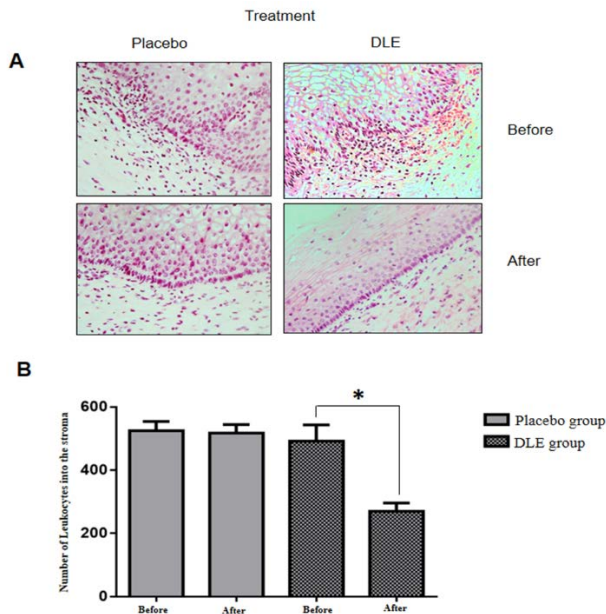 Treatment
Placebo DLE
A
Before
After
B
Number of Leukocytes into the stroma
600
400
200
0
*
Before After Before After
Placebo group
DLE group